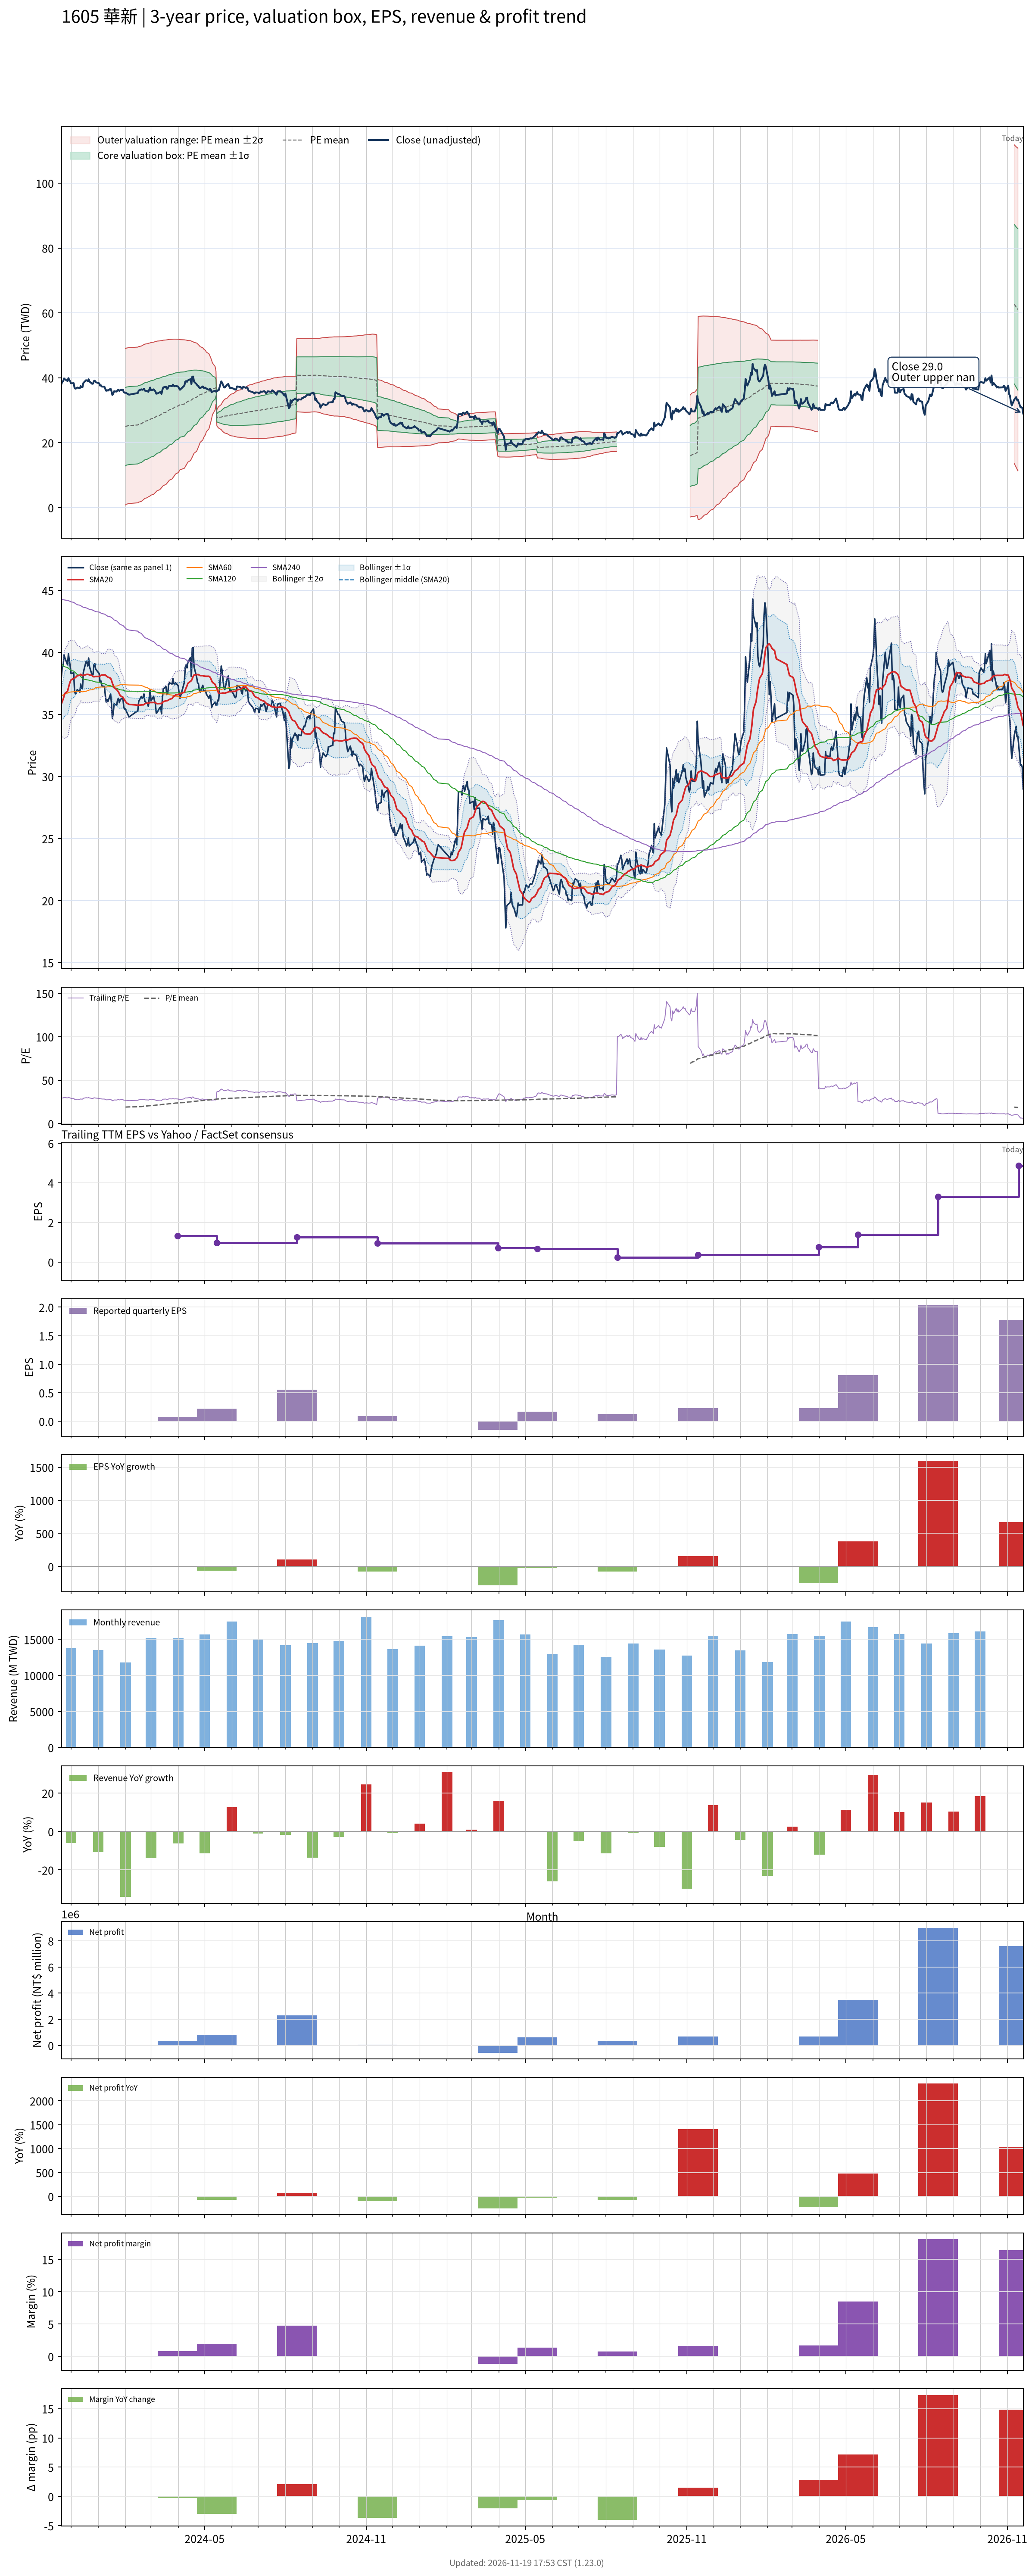 1605 華新 | 3-year price, valuation box, EPS, revenue & profit trend
Outer valuation range: PE mean ±2σ
Core valuation box: PE mean ±1σ
PE mean
Close (unadjusted)
Today
Price (TWD)
100
80
60
40
20
0
Close 29.0
Outer upper nan
Close (same as panel 1)
SMA20
SMA60
SMA120
SMA240
Bollinger ±2σ
Bollinger ±1σ
Bollinger middle (SMA20)
Price
45
40
35
30
25
20
15
Trailing P/E
P/E mean
P/E
150
100
50
0
Trailing TTM EPS vs Yahoo / FactSet consensus
Today
EPS
6
4
2
0
Reported quarterly EPS
EPS
2.0
1.5
1.0
0.5
0.0
EPS YoY growth
YoY (%)
1500
1000
500
0
Monthly revenue
Revenue (M TWD)
15000
10000
5000
0
Revenue YoY growth
YoY (%)
20
0
-20
Month
1e6
Net profit
Net profit (NT$ million)
8
6
4
2
0
Net profit YoY
YoY (%)
2000
1500
1000
500
0
Net profit margin
Margin (%)
15
10
5
0
Margin YoY change
Δ margin (pp)
15
10
5
0
-5
2024-05
2024-11
2025-05
2025-11
2026-05
2026-11
Updated: 2026-11-19 17:53 CST (1.23.0)